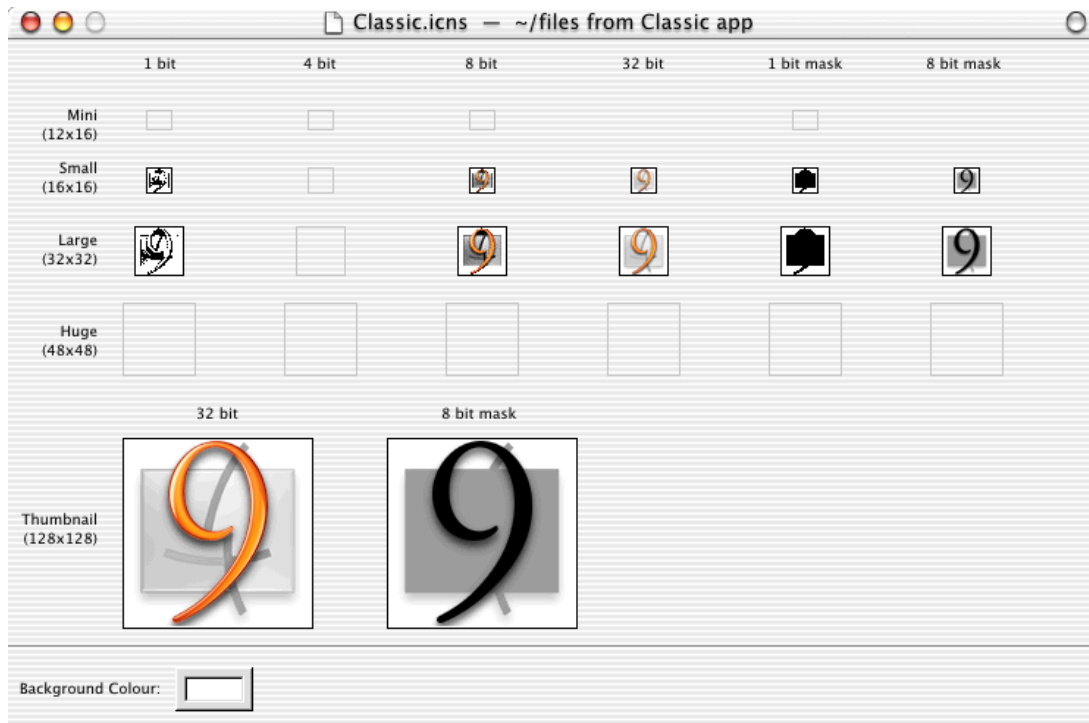 Classic.icns — ~/files from Classic app
1 bit 4 bit 8 bit 32 bit 1 bit mask 8 bit mask
Mini
(12x16)
Small
(16x16)
Large
(32x32)
Huge
(48x48)
32 bit 8 bit mask
Thumbnail
(128x128)
Background Colour: